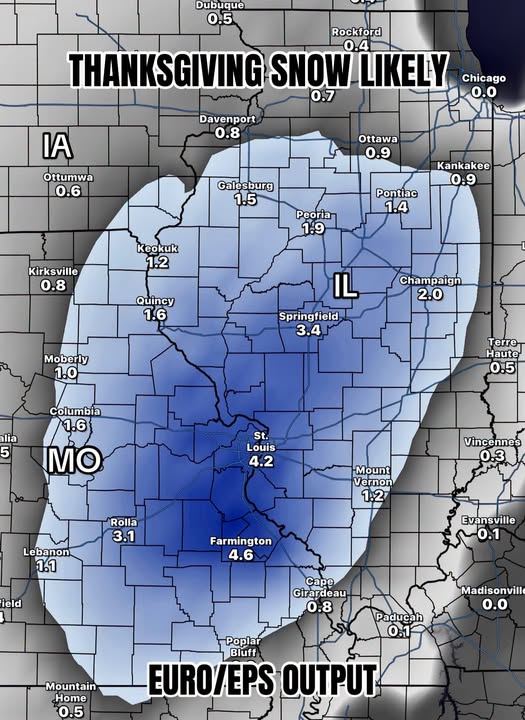 Dubuque
0.5
Rockford
0.4
THANKSGIVING SNOW LIKELY
Chicago
0.0
0.7
Davenport
0.8
IA
Ottawa
0.9
Kankakee
0.9
Ottumwa
0.6
Galesburg
1.5
Pontiac
1.4
Peoria
1.9
Keokuk
1.2
Kirksville
0.8
IL
Champaign
2.0
Quincy
1.6
Springfield
3.4
Terre
Haute
0.5
Moberly
1.0
Columbia
1.6
St.
Louis
4.2
Vincennes
0.3
alia
5
MO
Mount
Vernon
1.2
Rolla
3.1
Evansville
0.1
Farmington
4.6
Lebanon
1.1
Cape
Girardeau
0.8
Madisonville
0.0
field
Paducah
0.1
Poplar
Bluff
EURO/EPS OUTPUT
Mountain
Home
0.5